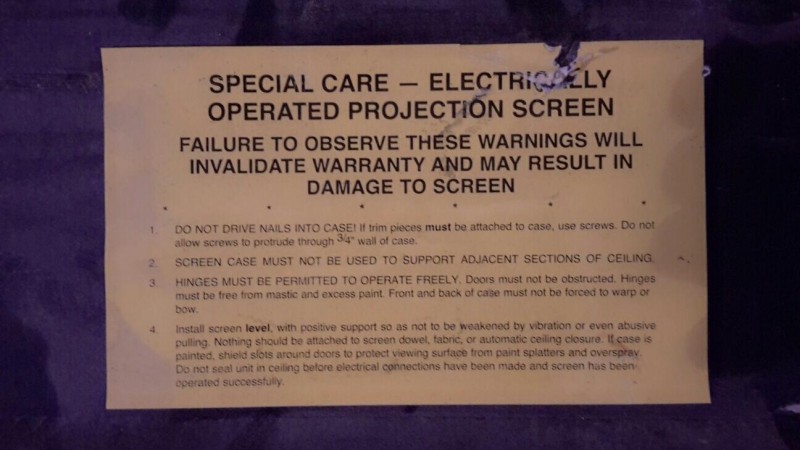 SPECIAL CARE — ELECTRICALLY
OPERATED PROJECTION SCREEN
FAILURE TO OBSERVE THESE WARNINGS WILL
INVALIDATE WARRANTY AND MAY RESULT IN
DAMAGE TO SCREEN
1. DO NOT DRIVE NAILS INTO CASE! If trim pieces must be attached to case, use screws. Do not
allow screws to protrude through 3/4" wall of case.
2. SCREEN CASE MUST NOT BE USED TO SUPPORT ADJACENT SECTIONS OF CEILING.
3. HINGES MUST BE PERMITTED TO OPERATE FREELY. Doors must not be obstructed. Hinges
must be free from mastic and excess paint. Front and back of case must not be forced to warp or
bow.
4. Install screen level, with positive support so as not to be weakened by vibration or even abusive
pulling. Nothing should be attached to screen dowel, fabric, or automatic ceiling closure. If case is
painted, shield slots around doors to protect viewing surface from paint splatters and overspray.
Do not seal unit in ceiling before electrical connections have been made and screen has been
operated successfully.